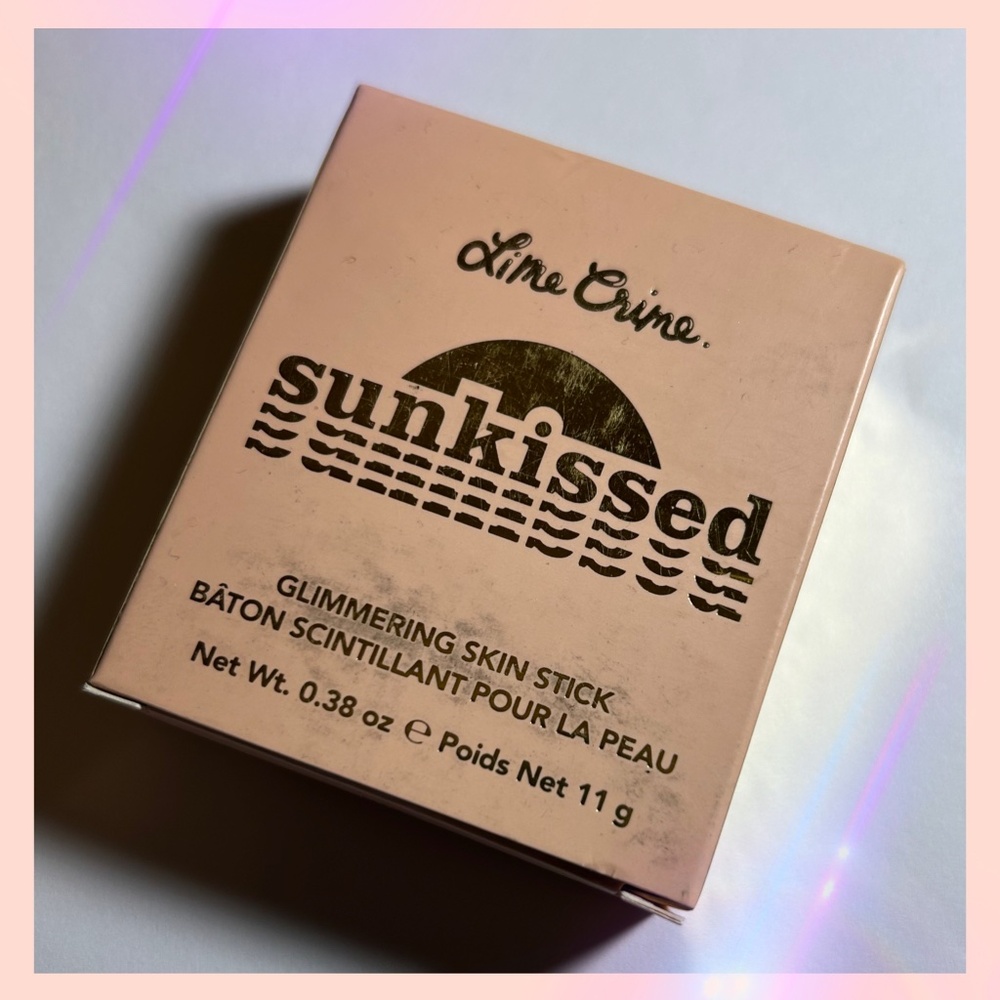 Lime Crime.
sunkissed
GLIMMERING SKIN STICK
BÂTON SCINTILLANT POUR LA PEAU
Net Wt. 0.38 oz ℮ Poids Net 11 g